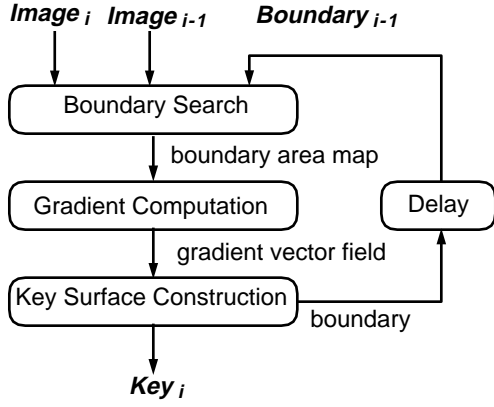 Image i Image i-1 Boundary i-1
Boundary Search
boundary area map
Gradient Computation
Delay
gradient vector field
Key Surface Construction
boundary
Key i